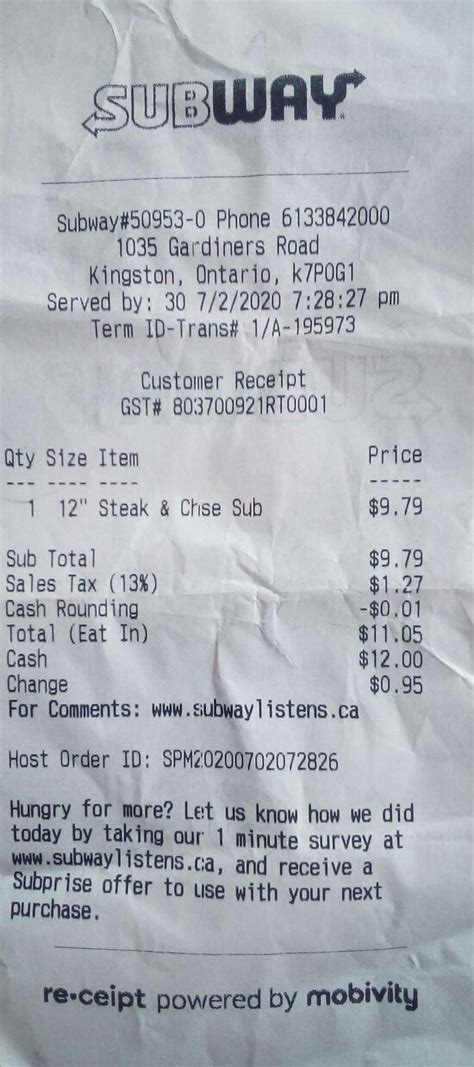 SUBWAY
Subway#50953-0 Phone 6133842000
1035 Gardiners Road
Kingston, Ontario, k7P0G1
Served by: 30 7/2/2020 7:28:27 pm
Term ID-Trans# 1/A-195973
Customer Receipt
GST# 803700921RT0001
Qty Size Item Price
--- ---- ---- -----
1 12" Steak & Chse Sub $9.79
Sub Total $9.79
Sales Tax (13%) $1.27
Cash Rounding -$0.01
Total (Eat In) $11.05
Cash $12.00
Change $0.95
For Comments: www.subwaylistens.ca
Host Order ID: SPM20200702072826
Hungry for more? Let us know how we did
today by taking our 1 minute survey at
www.subwaylistens.ca, and receive a
Subprise offer to use with your next
purchase.
re•ceipt powered by mobivity